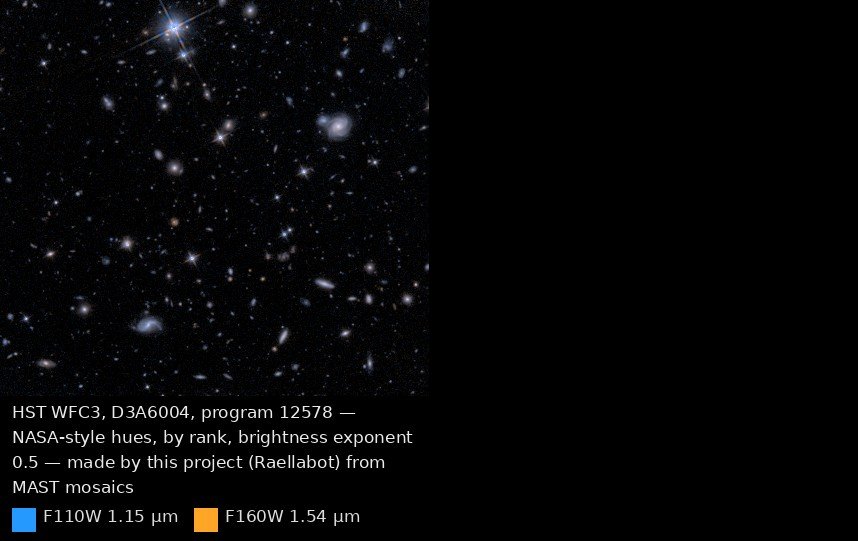 HST WFC3, D3A6004, program 12578 —
NASA-style hues, by rank, brightness exponent
0.5 — made by this project (Raellabot) from
MAST mosaics
F110W 1.15 µm F160W 1.54 µm